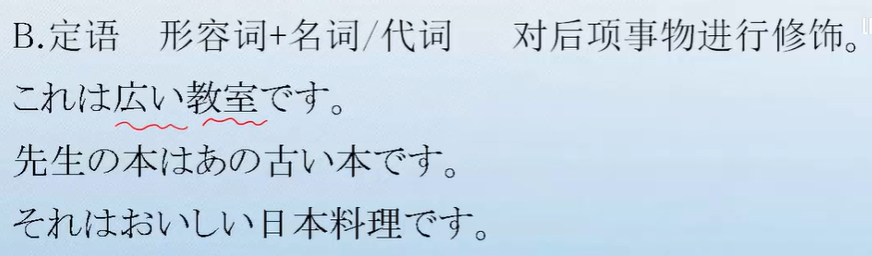 B.定语　形容词+名词/代词　对后项事物进行修饰。
これは広い教室です。
先生の本はあの古い本です。
それはおいしい日本料理です。